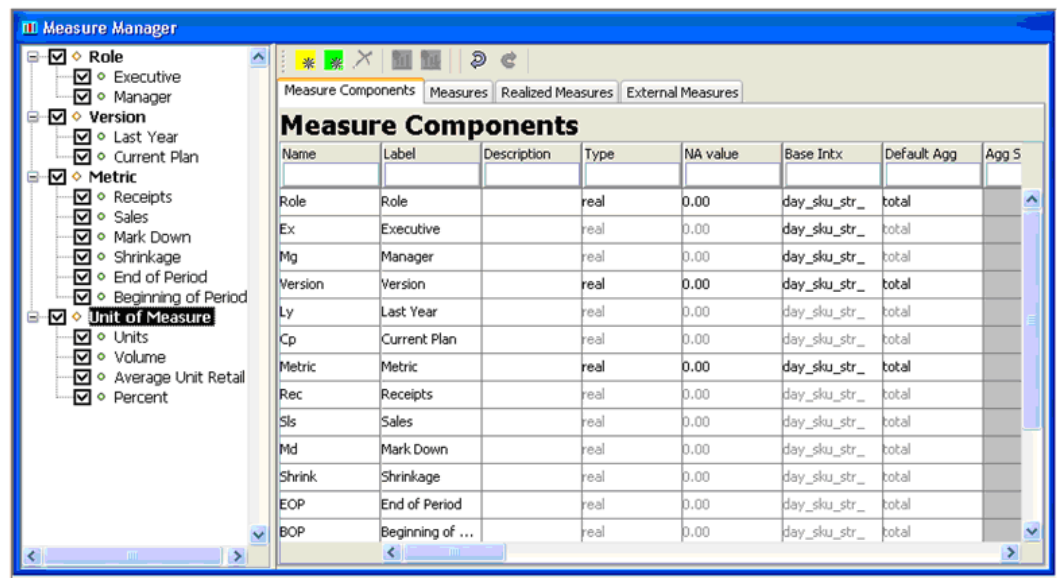 Measure Manager
Role
Executive
Manager
Version
Last Year
Current Plan
Metric
Receipts
Sales
Mark Down
Shrinkage
End of Period
Beginning of Period
Unit of Measure
Units
Volume
Average Unit Retail
Percent
Measure Components Measures Realized Measures External Measures
Measure Components
Name Label Description Type NA value Base Intx Default Agg Agg S
Role Role real 0.00 day_sku_str_ total
Ex Executive real 0.00 day_sku_str_ total
Mg Manager real 0.00 day_sku_str_ total
Version Version real 0.00 day_sku_str_ total
Ly Last Year real 0.00 day_sku_str_ total
Cp Current Plan real 0.00 day_sku_str_ total
Metric Metric real 0.00 day_sku_str_ total
Rec Receipts real 0.00 day_sku_str_ total
Sls Sales real 0.00 day_sku_str_ total
Md Mark Down real 0.00 day_sku_str_ total
Shrink Shrinkage real 0.00 day_sku_str_ total
EOP End of Period real 0.00 day_sku_str_ total
BOP Beginning of ... real 0.00 day_sku_str_ total